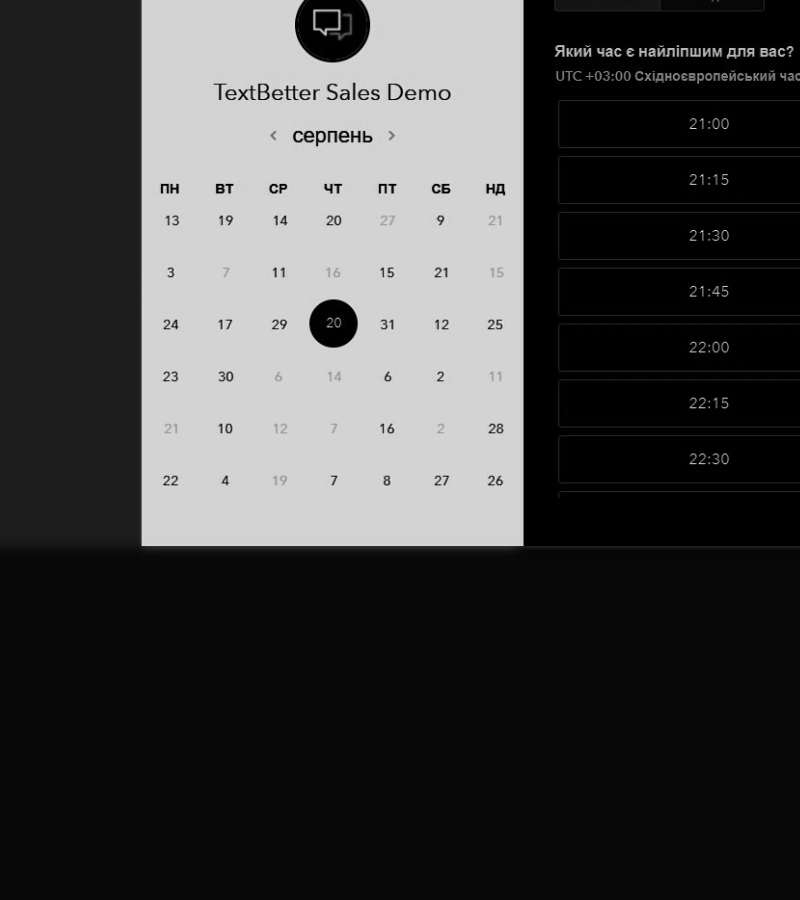 TextBetter Sales Demo
серпень
ПН ВТ СР ЧТ ПТ СБ НД
13 19 14 20 27 9 21
3 7 11 16 15 21 15
24 17 29 20 31 12 25
23 30 6 14 6 2 11
21 10 12 7 16 2 28
22 4 19 7 8 27 26
Який час є найліпшим для вас?
UTC +03:00 Східноєвропейський час
21:00
21:15
21:30
21:45
22:00
22:15
22:30